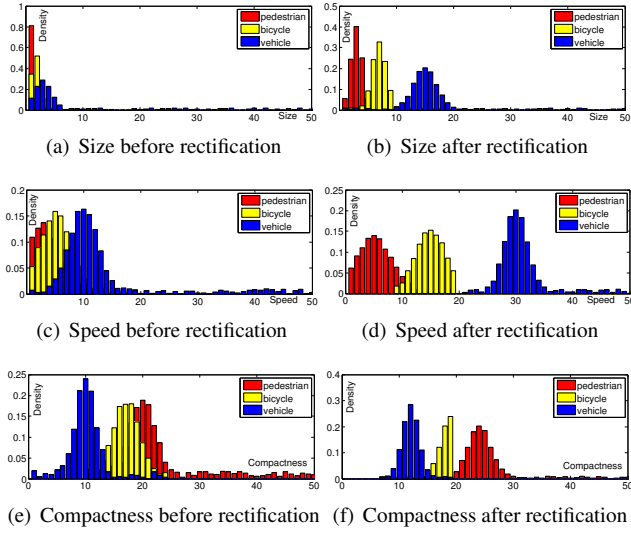 Density
pedestrian
bicycle
vehicle
1
0.8
0.6
0.4
0.2
0
10
20
30
40
50
Size
(a) Size before rectification
Density
pedestrian
bicycle
vehicle
0.5
0.4
0.3
0.2
0.1
0
0
10
20
30
40
50
Size
(b) Size after rectification
Density
pedestrian
bicycle
vehicle
0.2
0.15
0.1
0.05
0
0
10
20
30
40
50
Speed
(c) Speed before rectification
Density
pedestrian
bicycle
vehicle
0.25
0.2
0.15
0.1
0.05
0
0
10
20
30
40
50
Speed
(d) Speed after rectification
Density
pedestrian
bicycle
vehicle
0.25
0.2
0.15
0.1
0.05
0
0
10
20
30
40
50
Compactness
(e) Compactness before rectification
Density
pedestrian
bicycle
vehicle
0.4
0.3
0.2
0.1
0
0
10
20
30
40
50
Compactness
(f) Compactness after rectification